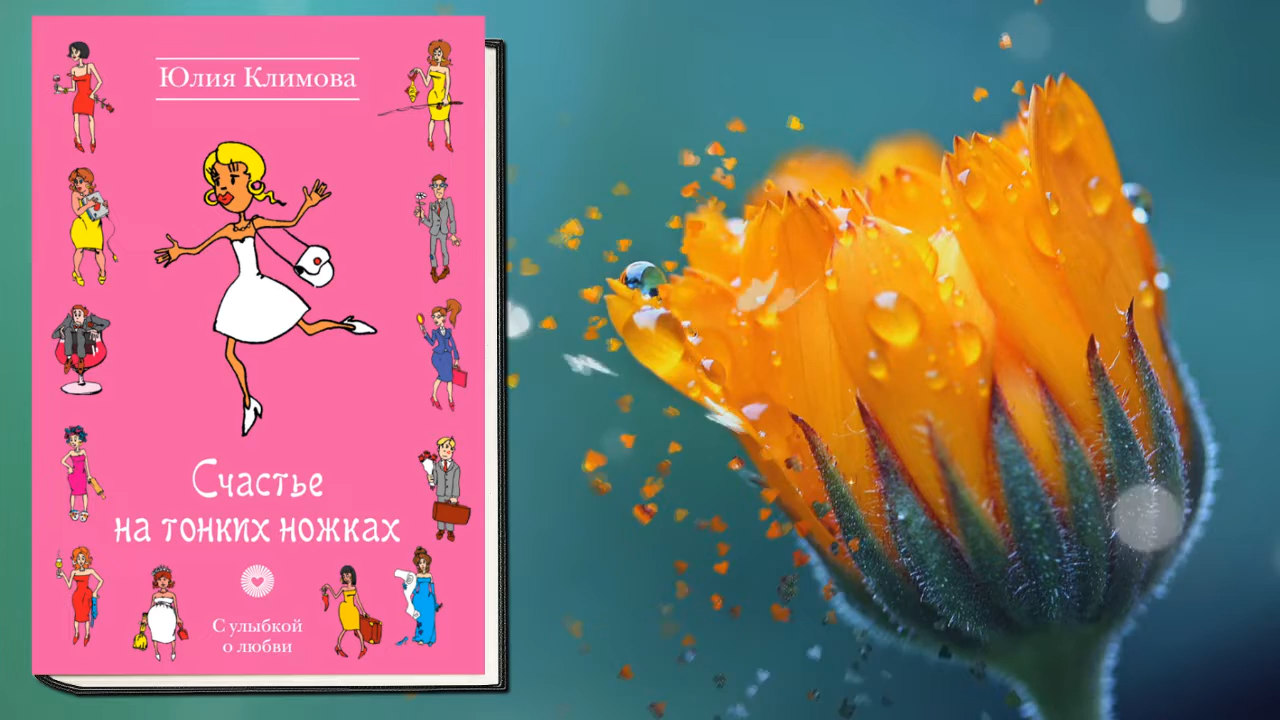 Юлия Климова
Счастье
на тонких ножках
С улыбкой
о любви